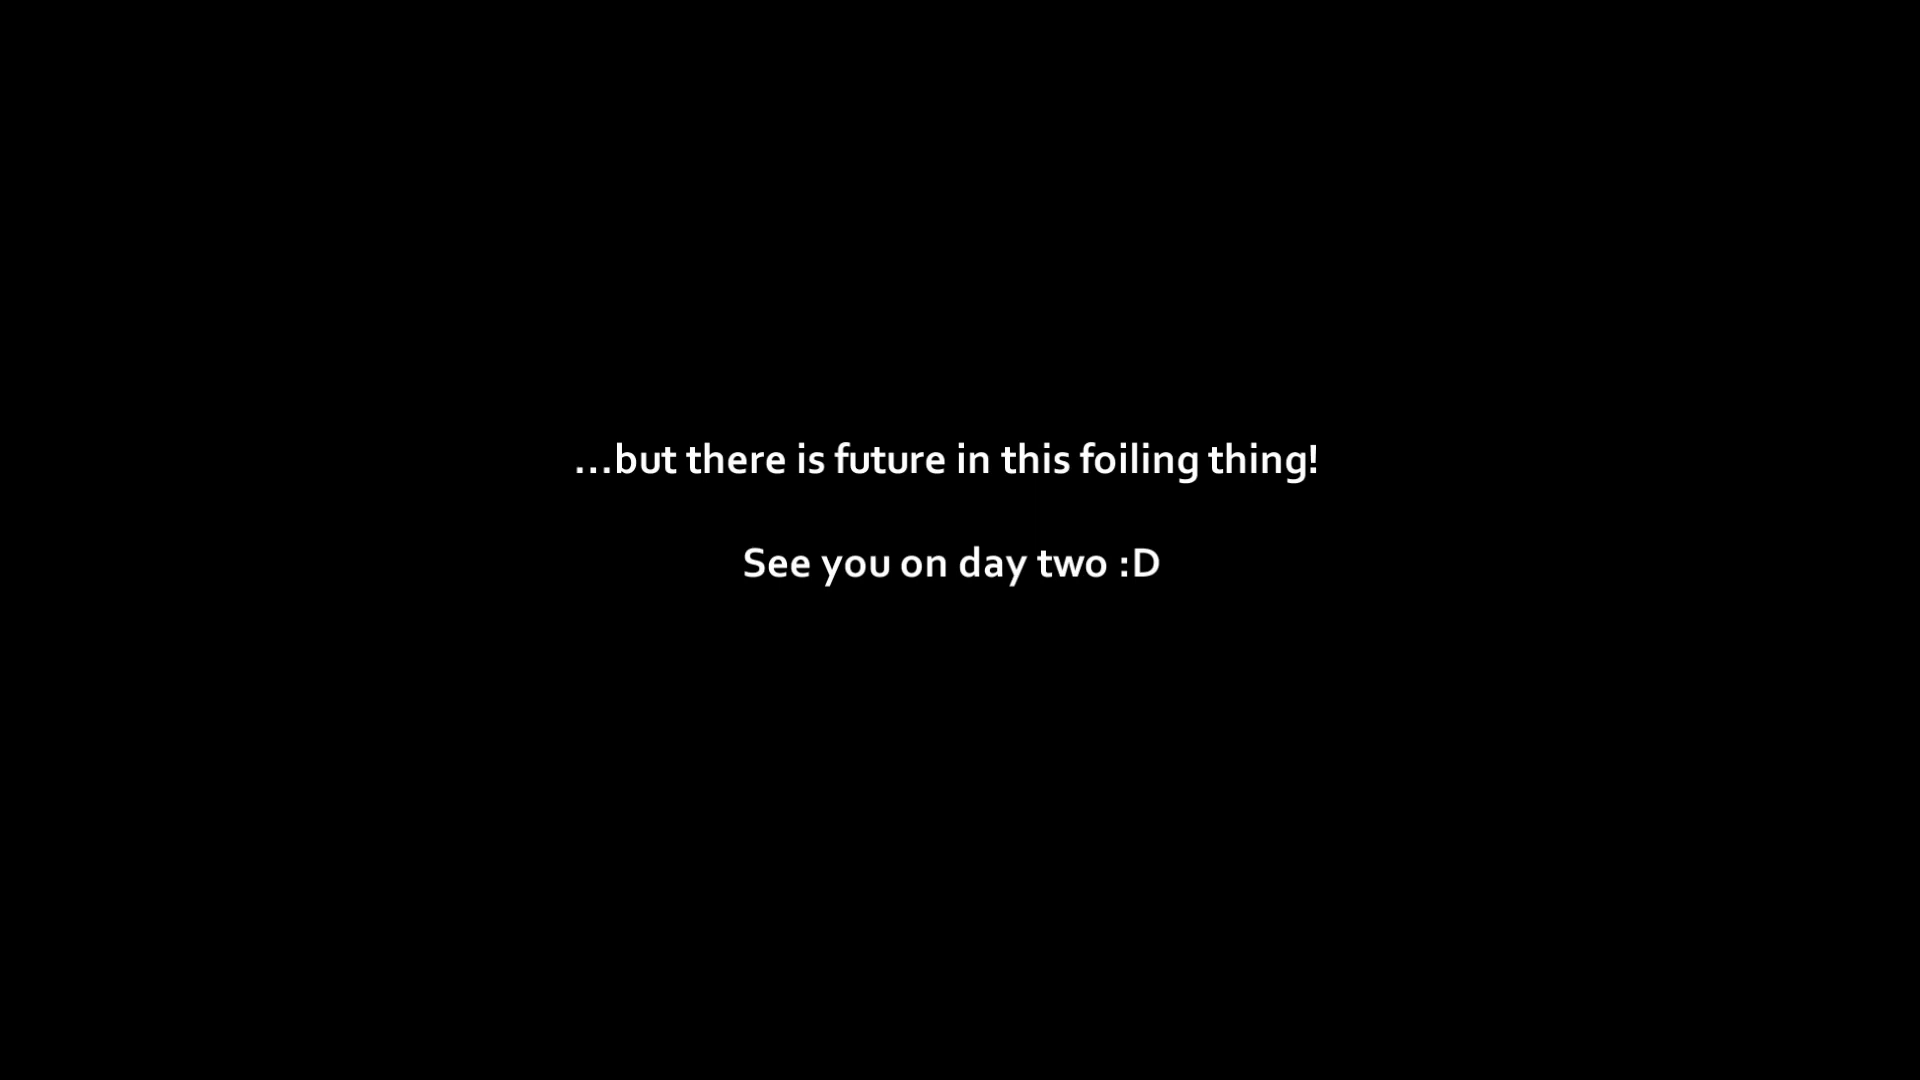 ...but there is future in this foiling thing!
See you on day two :D